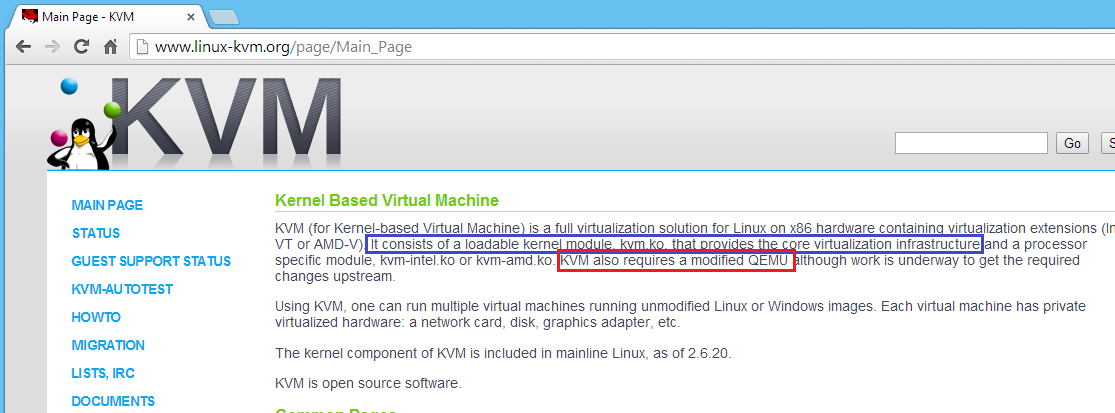 Main Page - KVM
www.linux-kvm.org/page/Main_Page
KVM
Go
S
MAIN PAGE
STATUS
GUEST SUPPORT STATUS
KVM-AUTOTEST
HOWTO
MIGRATION
LISTS, IRC
DOCUMENTS
Kernel Based Virtual Machine
KVM (for Kernel-based Virtual Machine) is a full virtualization solution for Linux on x86 hardware containing virtualization extensions (In
VT or AMD-V). It consists of a loadable kernel module, kvm.ko, that provides the core virtualization infrastructure and a processor
specific module, kvm-intel.ko or kvm-amd.ko. KVM also requires a modified QEMU although work is underway to get the required
changes upstream.
Using KVM, one can run multiple virtual machines running unmodified Linux or Windows images. Each virtual machine has private
virtualized hardware: a network card, disk, graphics adapter, etc.
The kernel component of KVM is included in mainline Linux, as of 2.6.20.
KVM is open source software.
Common Pages